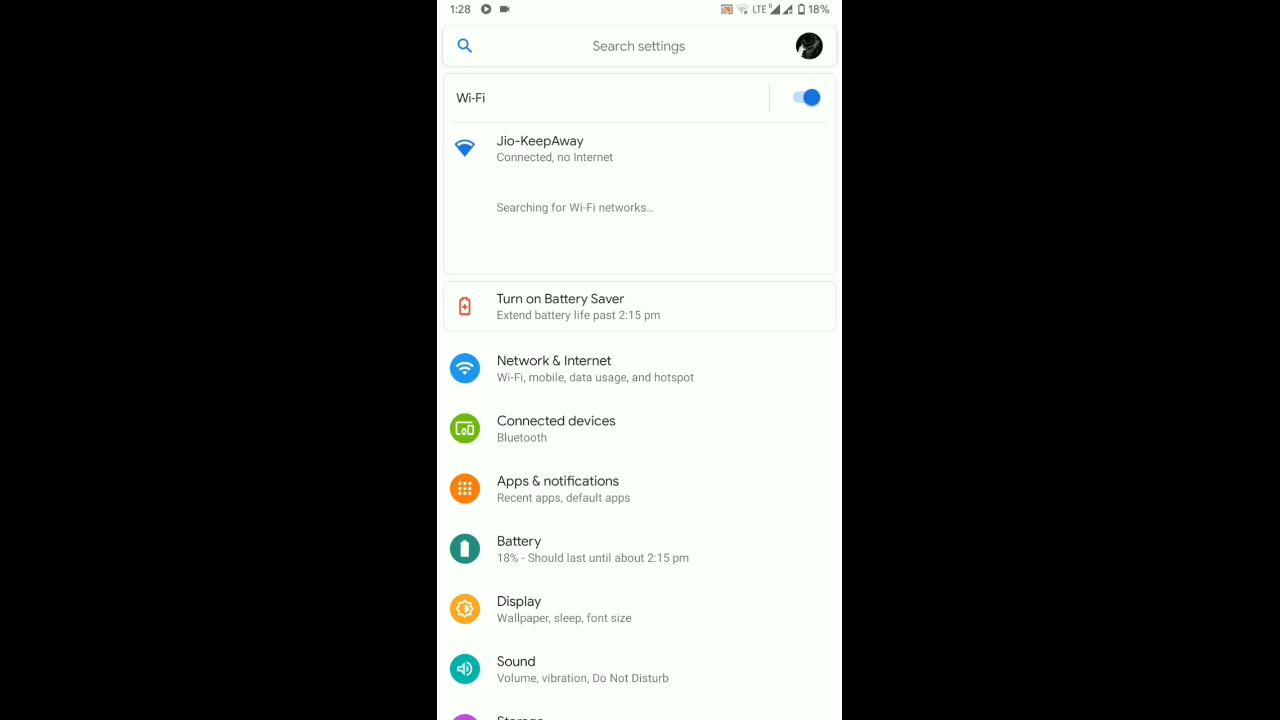 1:28 LTE R 18%
Search settings
Wi-Fi
Jio-KeepAway
Connected, no Internet
Searching for Wi-Fi networks…
Turn on Battery Saver
Extend battery life past 2:15 pm
Network & Internet
Wi-Fi, mobile, data usage, and hotspot
Connected devices
Bluetooth
Apps & notifications
Recent apps, default apps
Battery
18% - Should last until about 2:15 pm
Display
Wallpaper, sleep, font size
Sound
Volume, vibration, Do Not Disturb
Storage